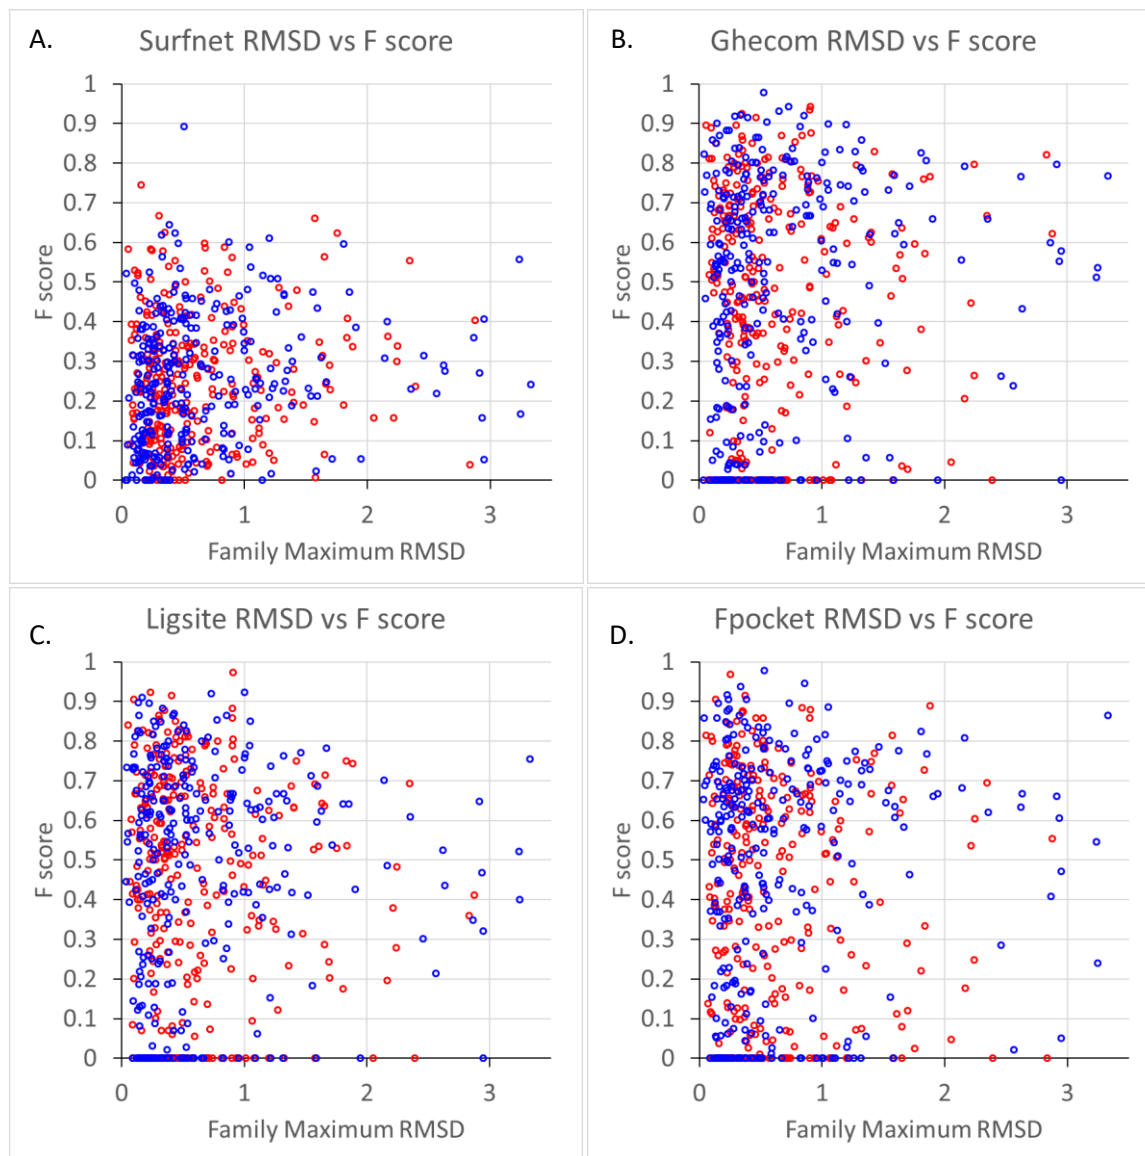 A.
Surfnet RMSD vs F score
1
0.9
0.8
0.7
0.6
0.5
0.4
0.3
0.2
0.1
0
F score
0 1 2 3
Family Maximum RMSD
B.
Ghecom RMSD vs F score
1
0.9
0.8
0.7
0.6
0.5
0.4
0.3
0.2
0.1
0
F score
0 1 2 3
Family Maximum RMSD
C.
Ligsite RMSD vs F score
1
0.9
0.8
0.7
0.6
0.5
0.4
0.3
0.2
0.1
0
F score
0 1 2 3
Family Maximum RMSD
D.
Fpocket RMSD vs F score
1
0.9
0.8
0.7
0.6
0.5
0.4
0.3
0.2
0.1
0
F score
0 1 2 3
Family Maximum RMSD